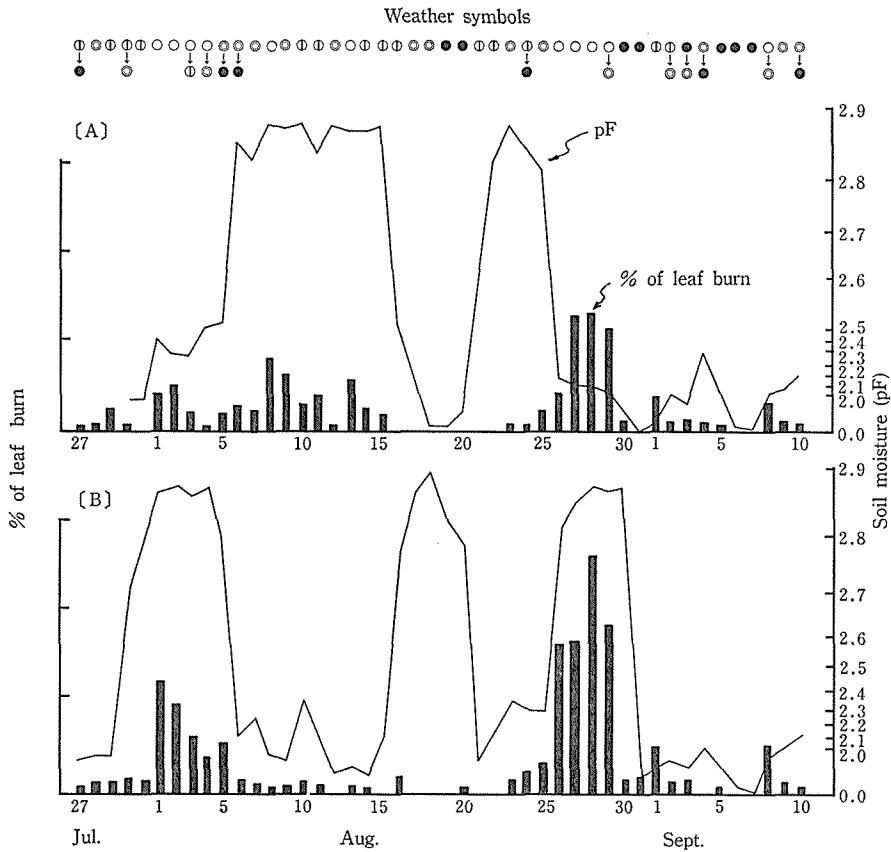 Weather symbols
[A]
pF
% of leaf burn
2.9
2.8
2.7
2.6
2.5
2.4
2.3
2.2
2.1
2.0
0.0
27 1 5 10 15 20 25 30 1 5 10
% of leaf burn
Soil moisture (pF)
[B]
2.9
2.8
2.7
2.6
2.5
2.4
2.3
2.2
2.1
2.0
0.0
27 1 5 10 15 20 25 30 1 5 10
Jul. Aug. Sept.